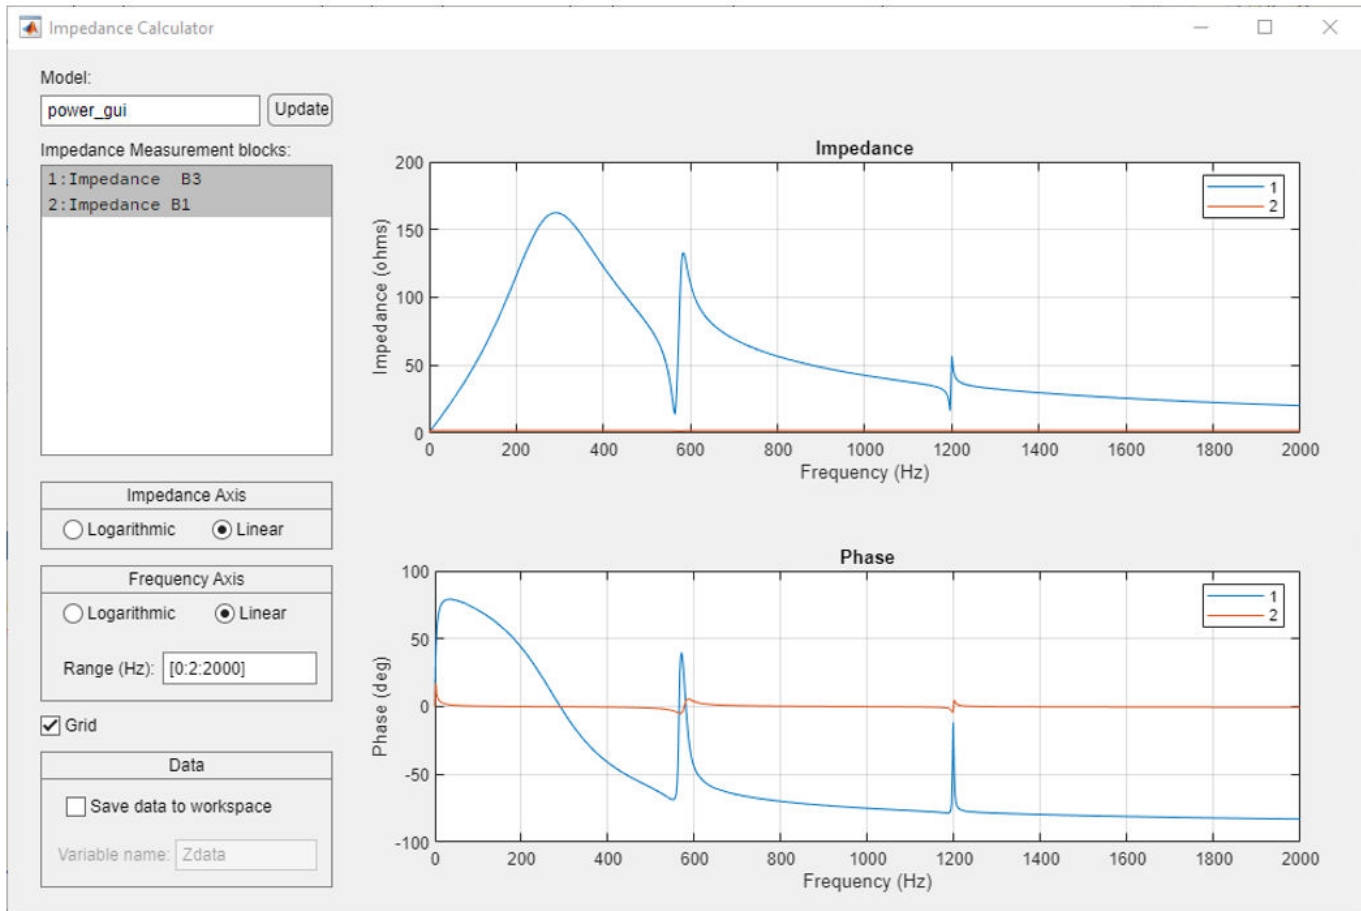 Impedance Calculator
Model:
power_gui
Update
Impedance Measurement blocks:
1:Impedance  B3
2:Impedance B1
Impedance Axis
Logarithmic
Linear
Frequency Axis
Logarithmic
Linear
Range (Hz):
[0:2:2000]
Grid
Data
Save data to workspace
Variable name:
Zdata
Impedance
200
150
100
50
0
Impedance (ohms)
1
2
0 200 400 600 800 1000 1200 1400 1600 1800 2000
Frequency (Hz)
Phase
100
50
0
-50
-100
Phase (deg)
1
2
0 200 400 600 800 1000 1200 1400 1600 1800 2000
Frequency (Hz)